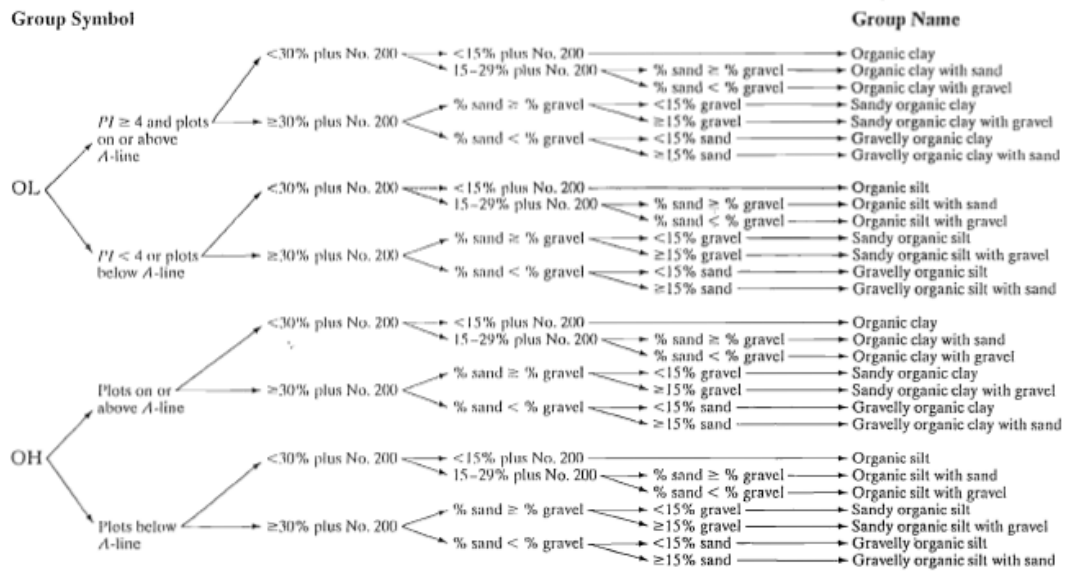 Group Symbol Group Name
<30% plus No. 200 <15% plus No. 200 Organic clay
15–29% plus No. 200 % sand ≥ % gravel Organic clay with sand
% sand < % gravel Organic clay with gravel
PI ≥ 4 and plots on or above A-line ≥30% plus No. 200 % sand ≥ % gravel <15% gravel Sandy organic clay
≥15% gravel Sandy organic clay with gravel
% sand < % gravel <15% sand Gravelly organic clay
≥15% sand Gravelly organic clay with sand
OL
<30% plus No. 200 <15% plus No. 200 Organic silt
15–29% plus No. 200 % sand ≥ % gravel Organic silt with sand
% sand < % gravel Organic silt with gravel
PI < 4 or plots below A-line ≥30% plus No. 200 % sand ≥ % gravel <15% gravel Sandy organic silt
≥15% gravel Sandy organic silt with gravel
% sand < % gravel <15% sand Gravelly organic silt
≥15% sand Gravelly organic silt with sand
<30% plus No. 200 <15% plus No. 200 Organic clay
15–29% plus No. 200 % sand ≥ % gravel Organic clay with sand
% sand < % gravel Organic clay with gravel
Plots on or above A-line ≥30% plus No. 200 % sand ≥ % gravel <15% gravel Sandy organic clay
≥15% gravel Sandy organic clay with gravel
% sand < % gravel <15% sand Gravelly organic clay
≥15% sand Gravelly organic clay with sand
OH
<30% plus No. 200 <15% plus No. 200 Organic silt
15–29% plus No. 200 % sand ≥ % gravel Organic silt with sand
% sand < % gravel Organic silt with gravel
Plots below A-line ≥30% plus No. 200 % sand ≥ % gravel <15% gravel Sandy organic silt
≥15% gravel Sandy organic silt with gravel
% sand < % gravel <15% sand Gravelly organic silt
≥15% sand Gravelly organic silt with sand